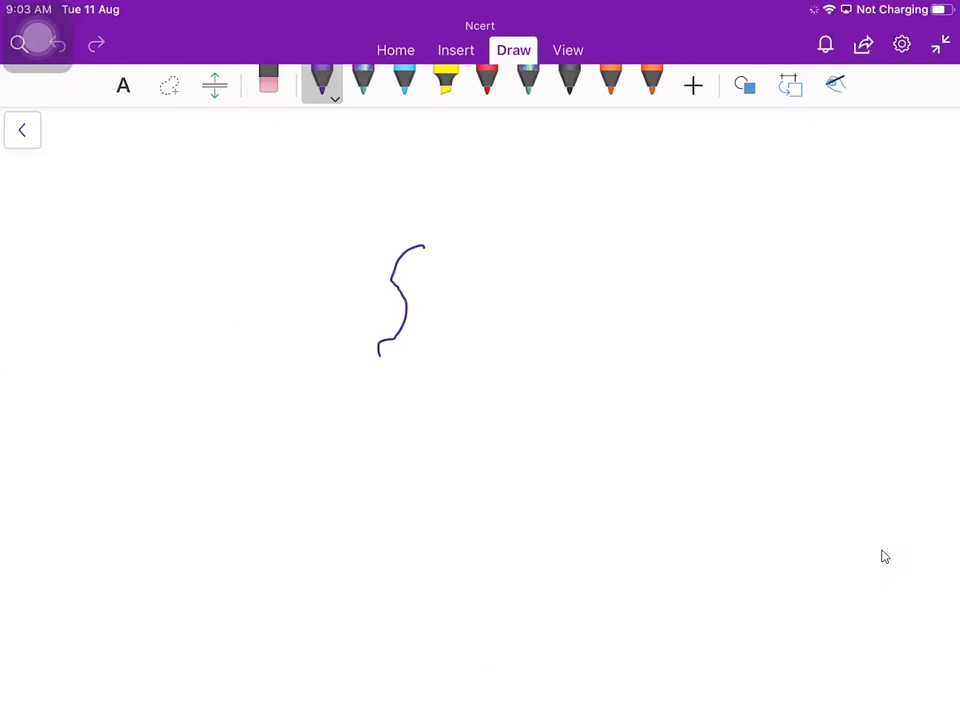 9:03 AM Tue 11 Aug
Not Charging
Ncert
Home Insert Draw View
A